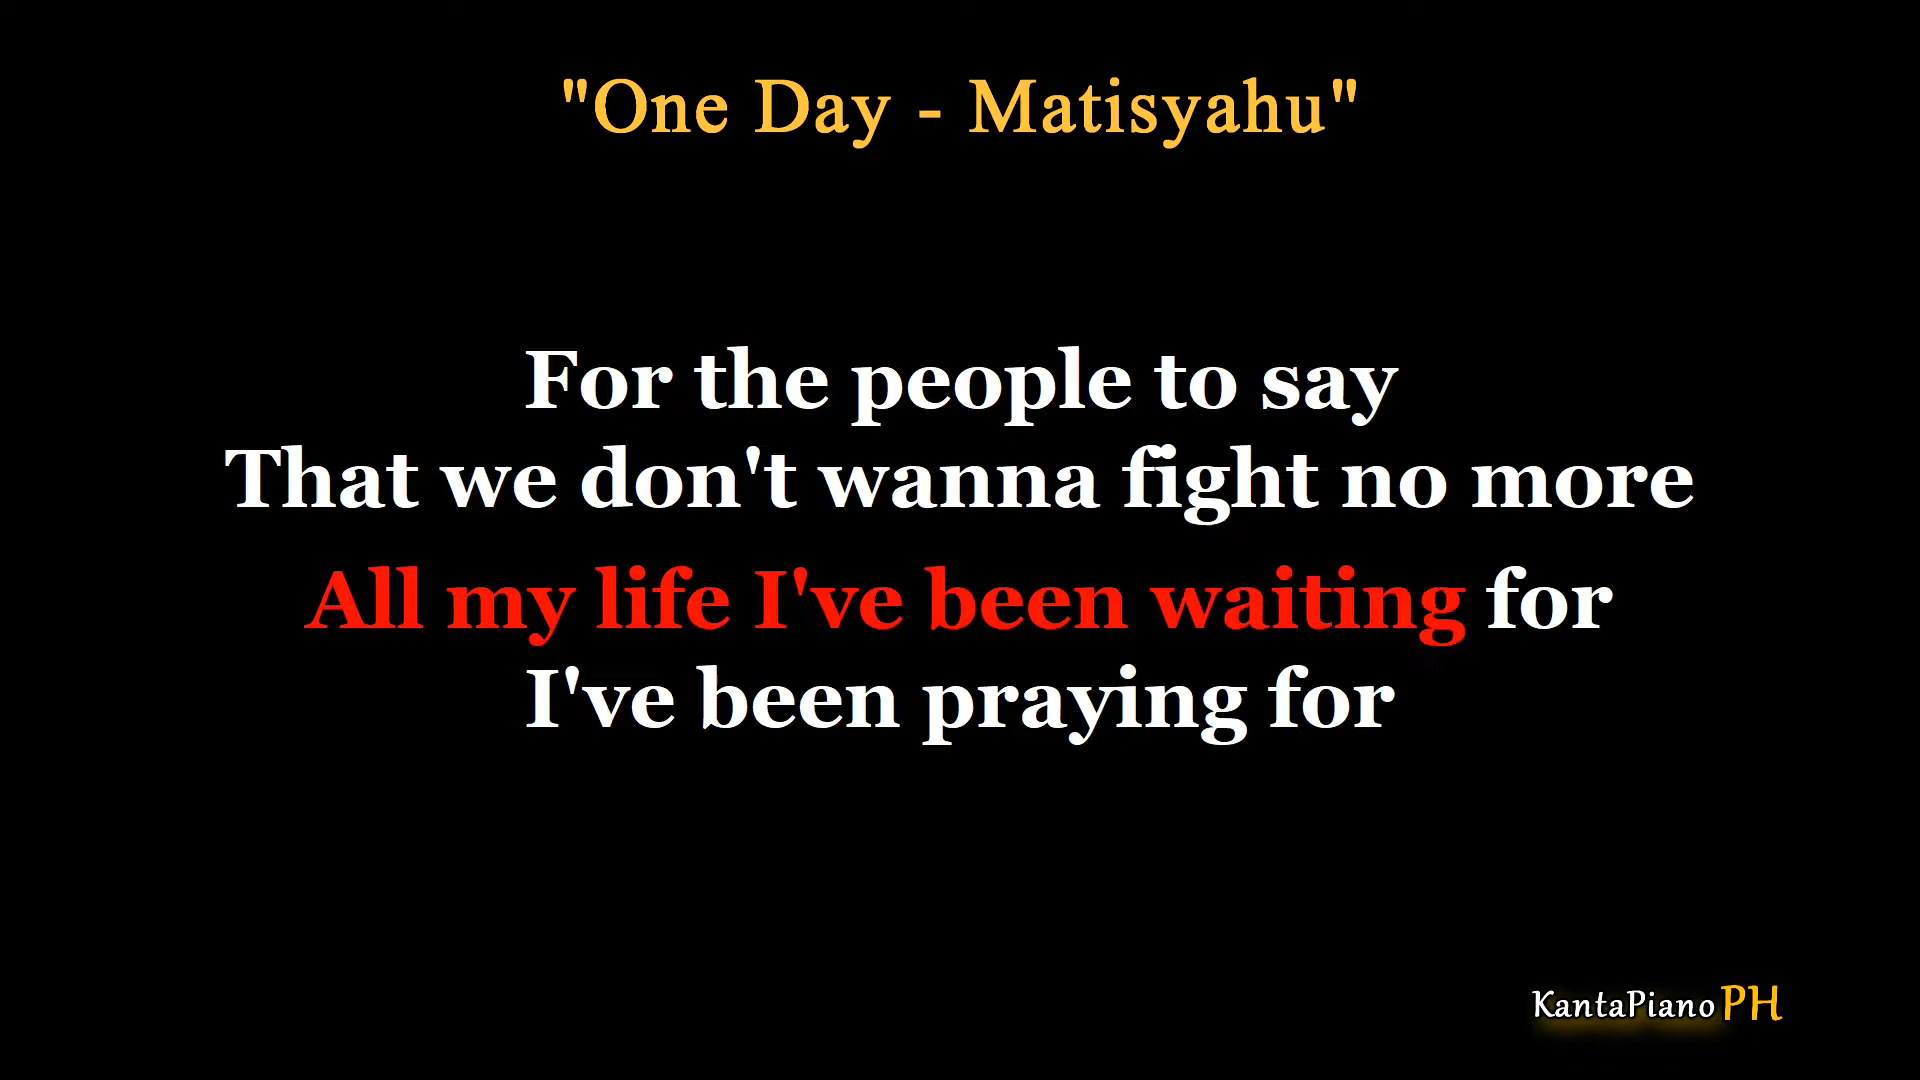 "One Day - Matisyahu"
For the people to say
That we don't wanna fight no more
All my life I've been waiting for
I've been praying for
KantaPiano PH